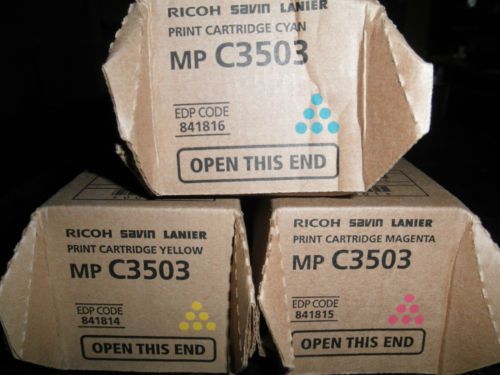 RICOH Savin LANIER
PRINT CARTRIDGE CYAN
MP C3503
EDP CODE
841816
OPEN THIS END
RICOH Savin LANIER
PRINT CARTRIDGE YELLOW
MP C3503
EDP CODE
841814
OPEN THIS END
RICOH Savin LANIER
PRINT CARTRIDGE MAGENTA
MP C3503
EDP CODE
841815
OPEN THIS END